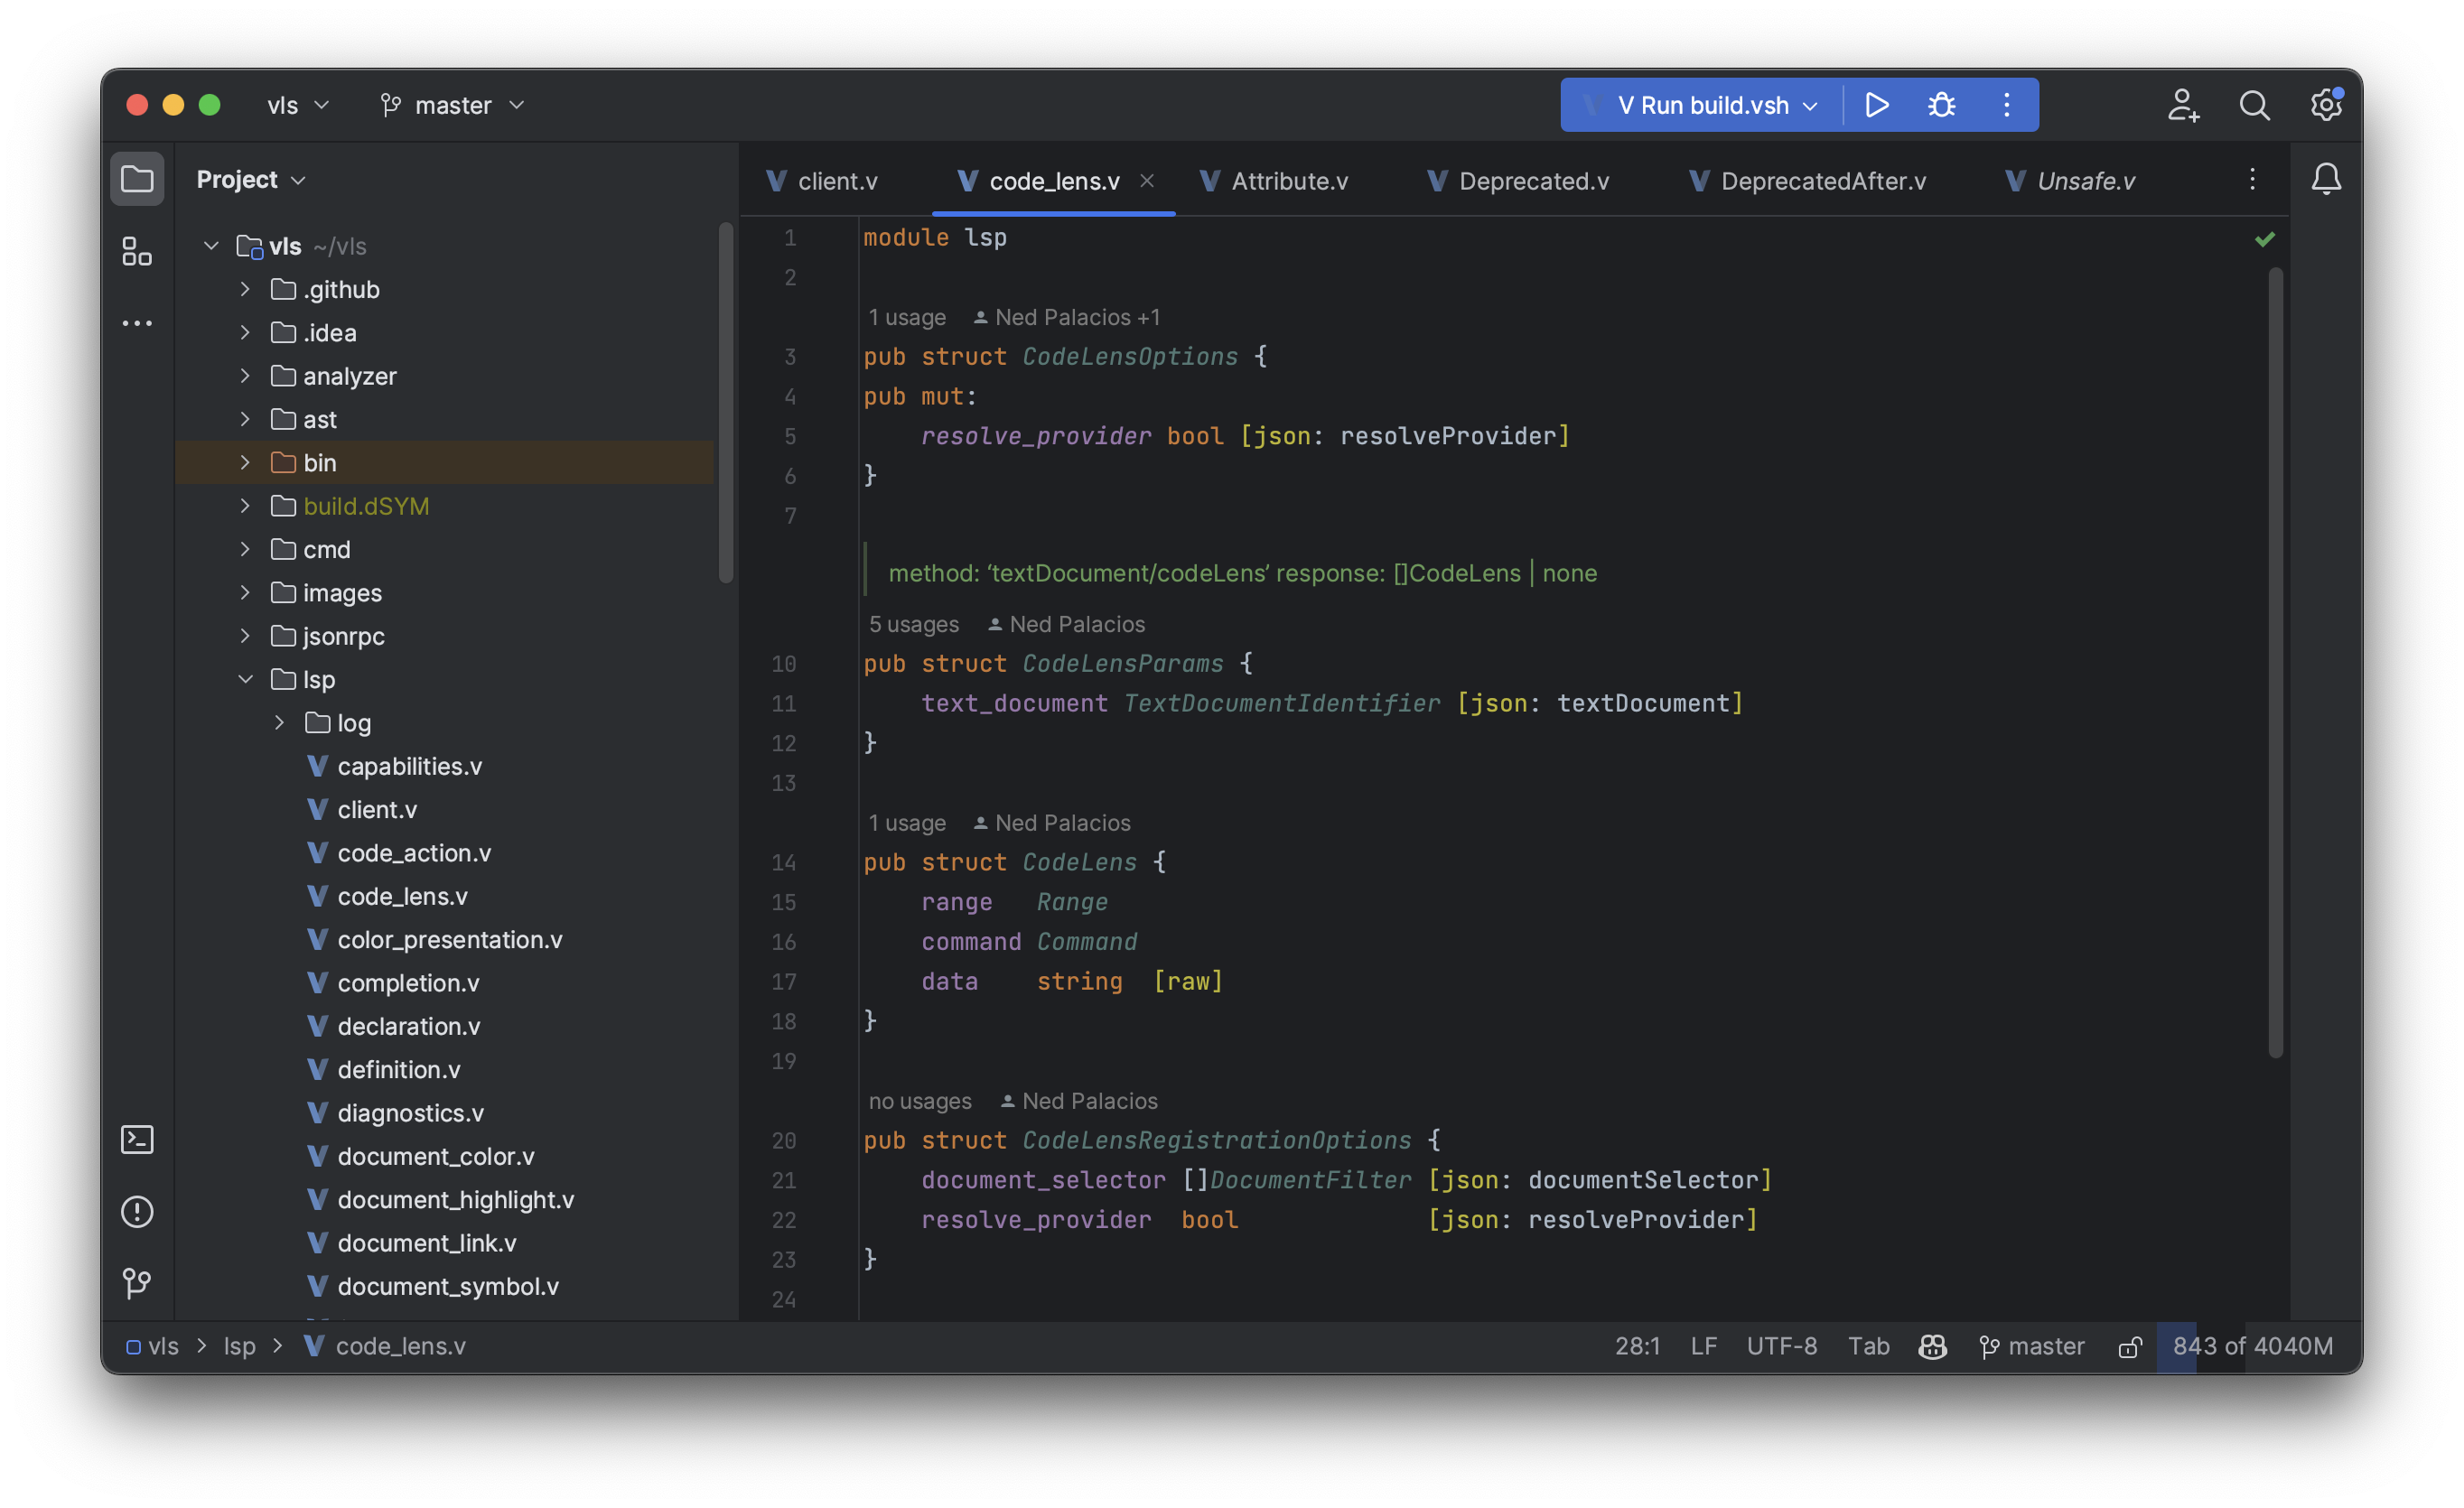 vls master V Run build.vsh
Project
vls ~/vls
.github
.idea
analyzer
ast
bin
build.dSYM
cmd
images
jsonrpc
lsp
log
capabilities.v
client.v
code_action.v
code_lens.v
color_presentation.v
completion.v
declaration.v
definition.v
diagnostics.v
document_color.v
document_highlight.v
document_link.v
document_symbol.v
client.v code_lens.v Attribute.v Deprecated.v DeprecatedAfter.v Unsafe.v
1 module lsp
2
1 usage Ned Palacios +1
3 pub struct CodeLensOptions {
4 pub mut:
5 resolve_provider bool [json: resolveProvider]
6 }
7
method: ‘textDocument/codeLens’ response: []CodeLens | none
5 usages Ned Palacios
10 pub struct CodeLensParams {
11 text_document TextDocumentIdentifier [json: textDocument]
12 }
13
1 usage Ned Palacios
14 pub struct CodeLens {
15 range Range
16 command Command
17 data string [raw]
18 }
19
no usages Ned Palacios
20 pub struct CodeLensRegistrationOptions {
21 document_selector []DocumentFilter [json: documentSelector]
22 resolve_provider bool [json: resolveProvider]
23 }
24
vls > lsp > code_lens.v 28:1 LF UTF-8 Tab master 843 of 4040M